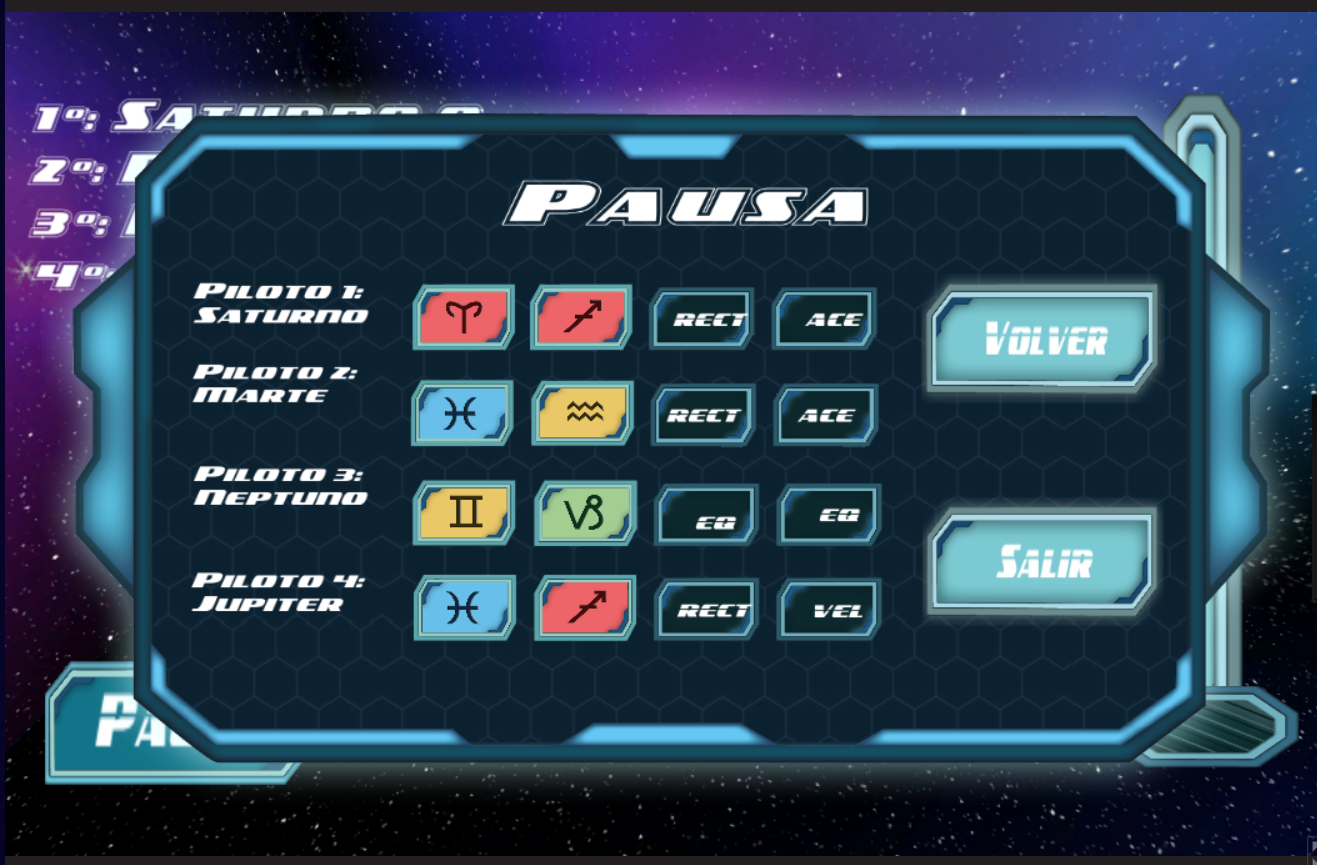 1º: SATURNO
2º:
3º:
4º:
PAUSA
PILOTO 1:
SATURNO
♈ ♐ RECT ACE
PILOTO 2:
MARTE
♓ ♒ RECT ACE
PILOTO 3:
NEPTUNO
♊ ♑ EQ EQ
PILOTO 4:
JUPITER
♓ ♐ RECT VEL
VOLVER
SALIR